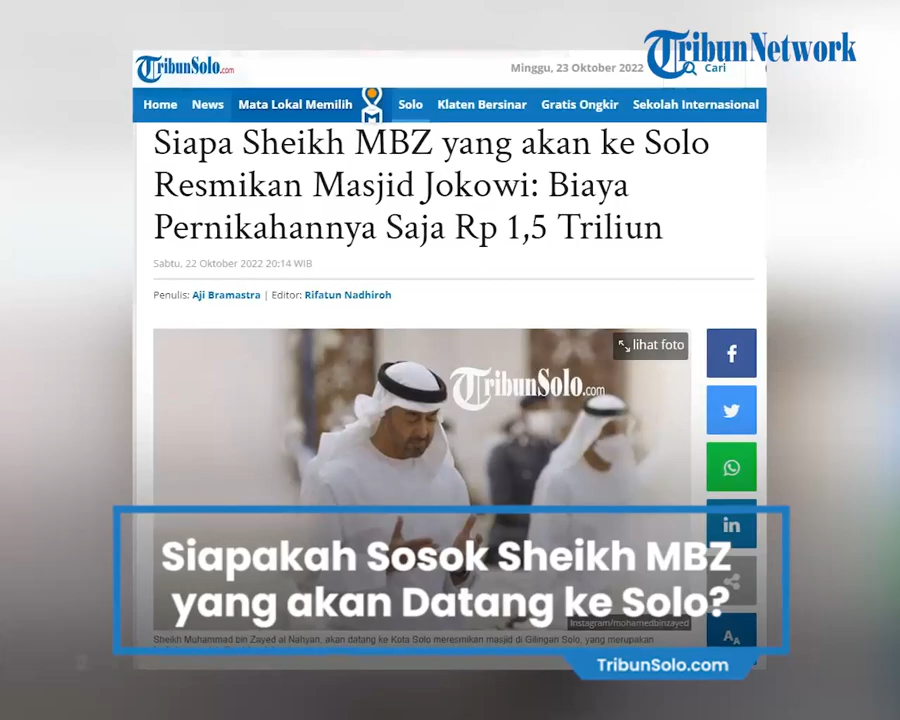 TribunNetwork
TribunSolo.com
Minggu, 23 Oktober 2022
Cari
Home News Mata Lokal Memilih Solo Klaten Bersinar Gratis Ongkir Sekolah Internasional
Siapa Sheikh MBZ yang akan ke Solo
Resmikan Masjid Jokowi: Biaya
Pernikahannya Saja Rp 1,5 Triliun
Sabtu, 22 Oktober 2022 20:14 WIB
Penulis: Aji Bramastra | Editor: Rifatun Nadhiroh
lihat foto
TribunSolo.com
Siapakah Sosok Sheikh MBZ
yang akan Datang ke Solo?
Instagram/mohamedbinzayed
Sheikh Muhammad bin Zayed al Nahyan, akan datang ke Kota Solo meresmikan masjid di Gilingan Solo, yang merupakan
TribunSolo.com